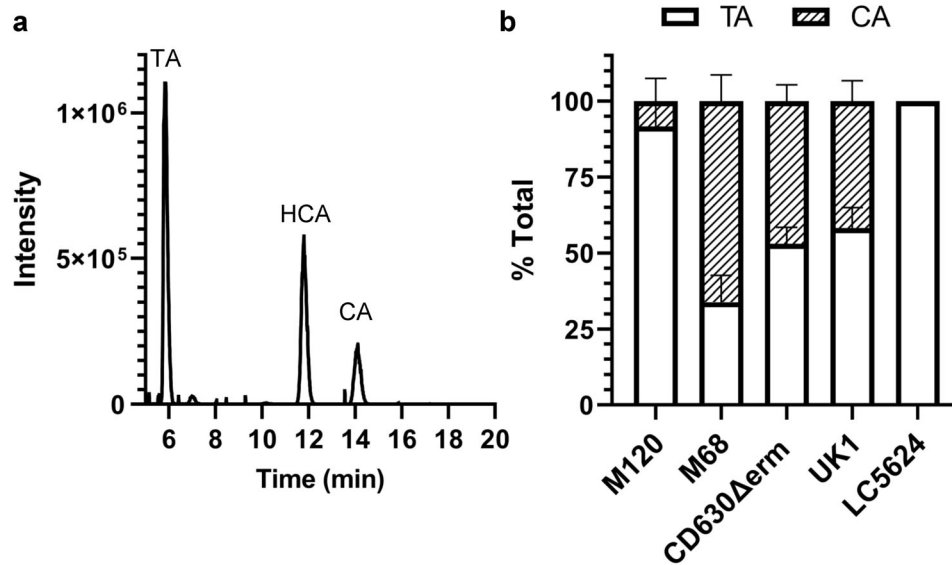 a
TA
HCA
CA
1×10⁶
5×10⁵
0
Intensity
6 8 10 12 14 16 18 20
Time (min)
b
TA CA
100
75
50
25
0
% Total
M120
M68
CD630Δerm
UK1
LC5624